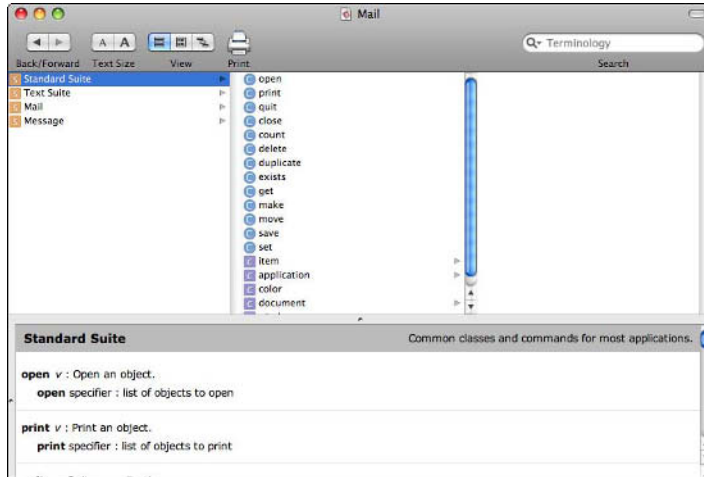 Mail
A A
Terminology
Back/Forward Text Size View Print Search
Standard Suite
Text Suite
Mail
Message
open
print
quit
close
count
delete
duplicate
exists
get
make
move
save
set
item
application
color
document
Standard Suite Common classes and commands for most applications.
open v : Open an object.
open specifier : list of objects to open
print v : Print an object.
print specifier : list of objects to print